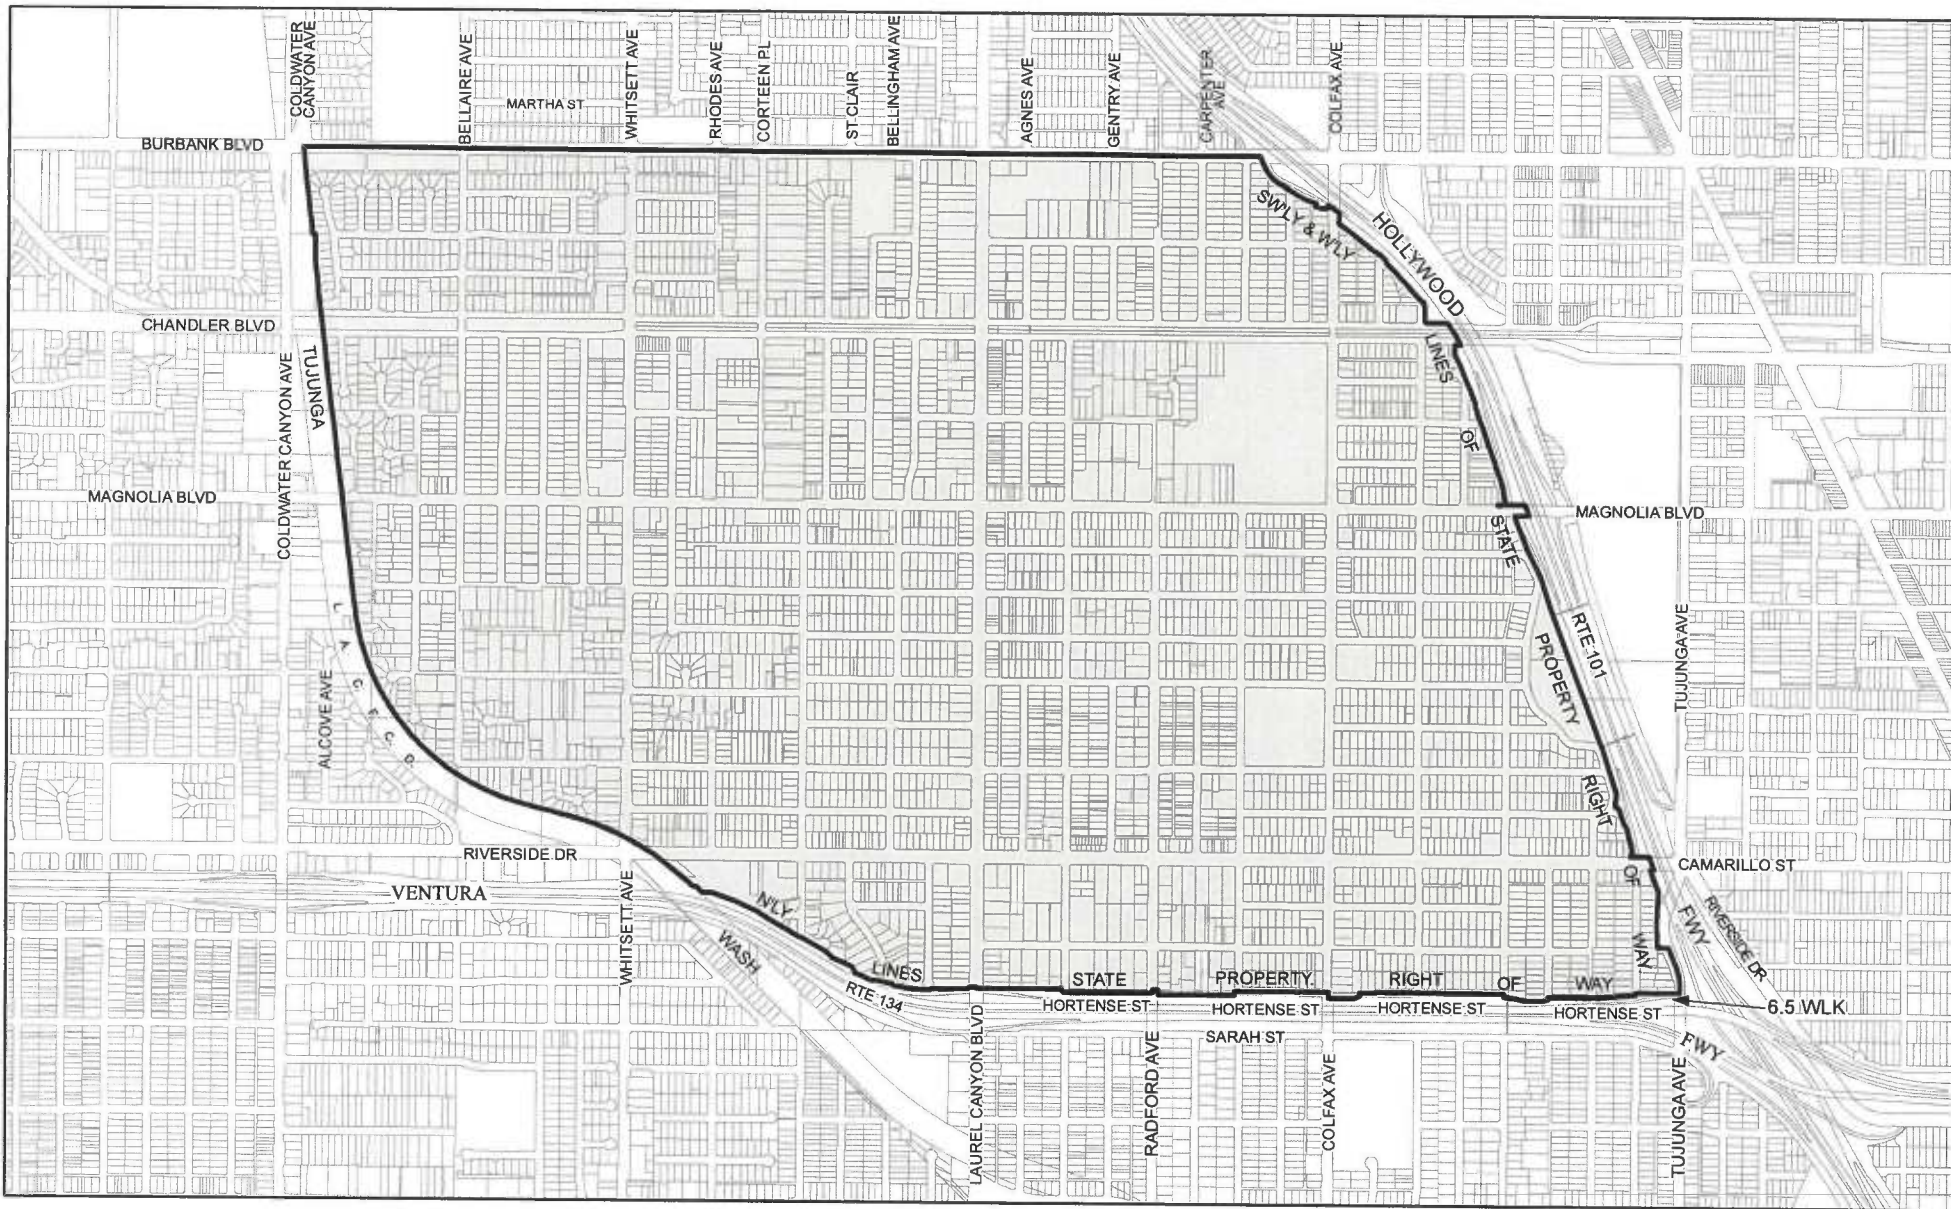 COLDWATER
CANYON AVE
BELLAIRE AVE
MARTHA ST
WHITSETT AVE
RHODES AVE
CORTEEN PL
ST CLAIR
BELLINGHAM AVE
AGNES AVE
GENTRY AVE
CARPENTER
AVE
COLFAX AVE
BURBANK BLVD
SW'LY & W'LY
HOLLYWOOD
CHANDLER BLVD
TUJUNGA
COLDWATER CANYON AVE
LINES
OF
MAGNOLIA BLVD
MAGNOLIA BLVD
STATE
RTE 101
PROPERTY
TUJUNGA AVE
L. A. C. F. C. D.
ALCOVE AVE
RIGHT
RIVERSIDE DR
CAMARILLO ST
OF
VENTURA
WHITSETT AVE
N'LY
WASH
FWY
RIVERSIDE DR
WAY
LINES
STATE
PROPERTY
RIGHT
OF
WAY
RTE 134
HORTENSE ST
HORTENSE ST
HORTENSE ST
HORTENSE ST
6.5 WLK
SARAH ST
FWY
LAUREL CANYON BLVD
RADFORD AVE
COLFAX AVE
TUJUNGA AVE